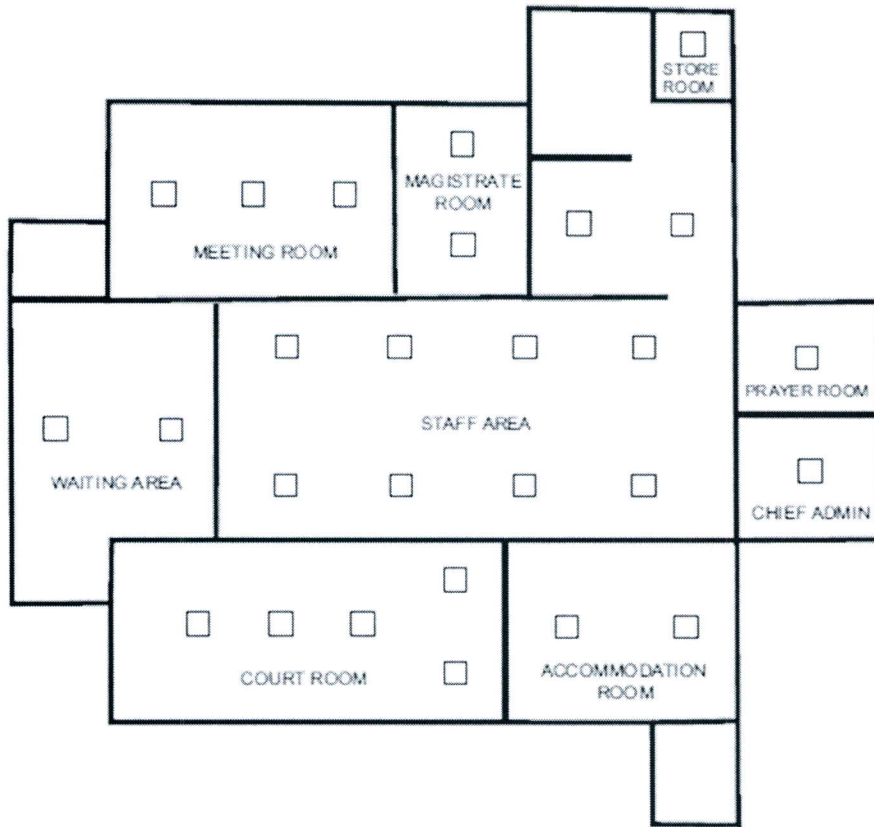 STORE
ROOM
MAGISTRATE
ROOM
MEETING ROOM
PRAYER ROOM
STAFF AREA
WAITING AREA
CHIEF ADMIN
COURT ROOM
ACCOMMODATION
ROOM